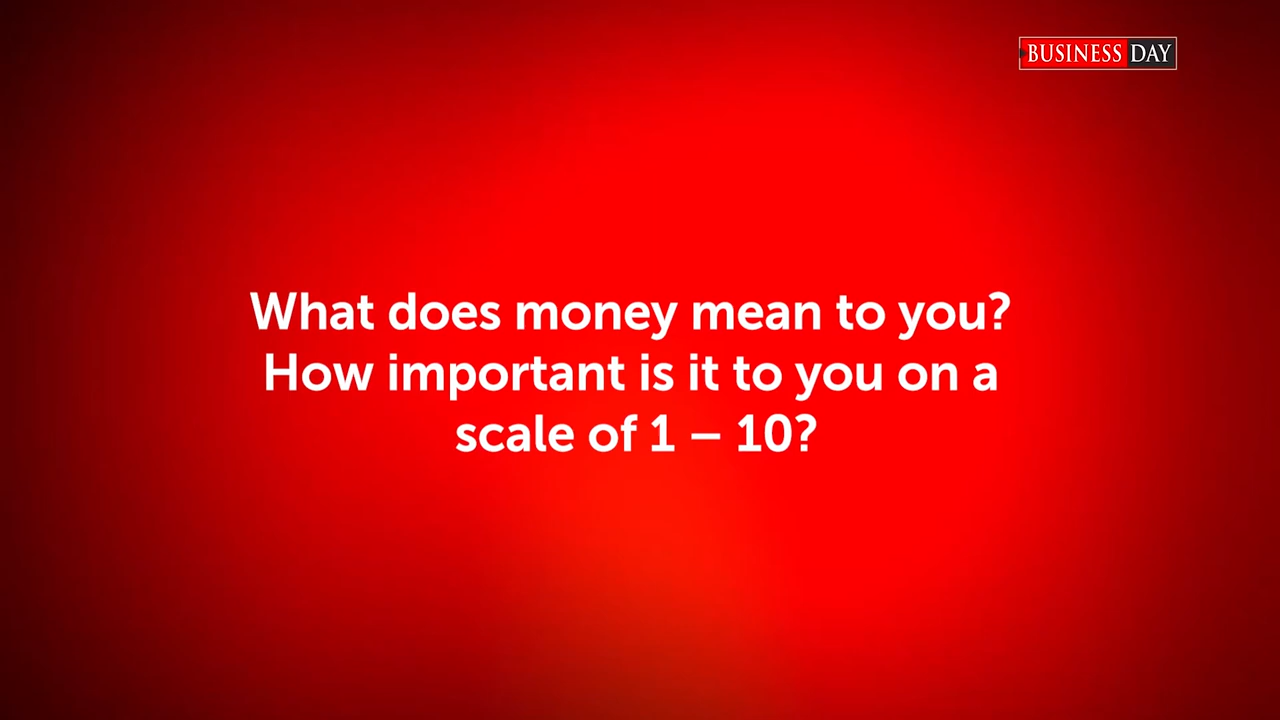 BUSINESS DAY
What does money mean to you?
How important is it to you on a
scale of 1 – 10?